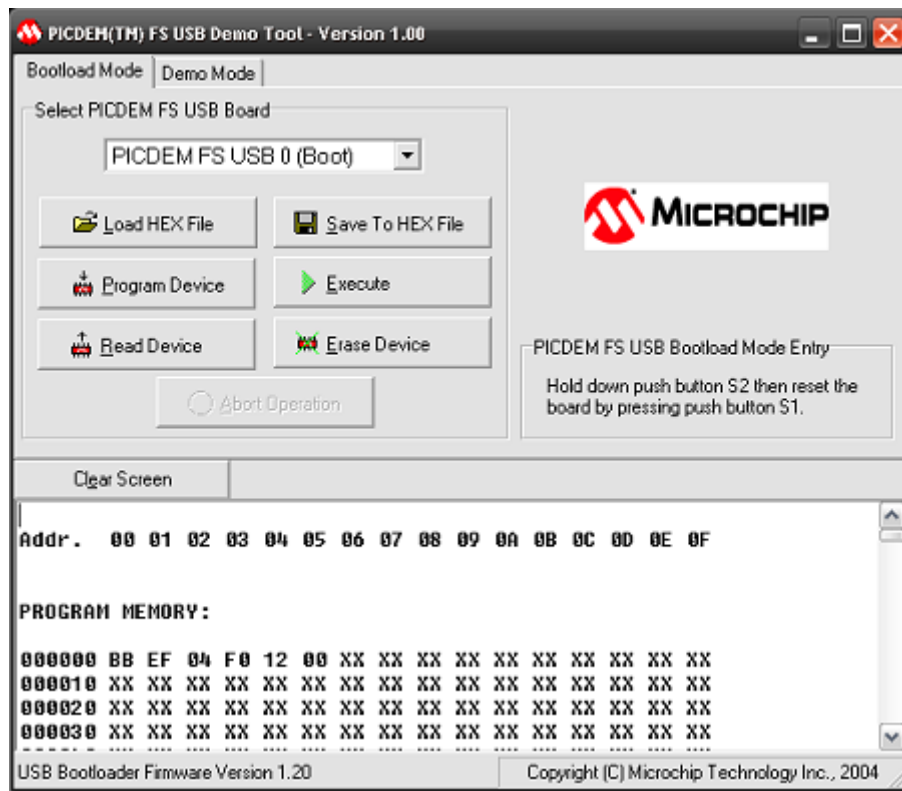 PICDEM(TM) FS USB Demo Tool - Version 1.00
Bootload Mode
Demo Mode
Select PICDEM FS USB Board
PICDEM FS USB 0 (Boot)
Load HEX File
Save To HEX File
Program Device
Execute
Read Device
Erase Device
Abort Operation
MICROCHIP
PICDEM FS USB Bootload Mode Entry
Hold down push button S2 then reset the
board by pressing push button S1.
Clear Screen
Addr. 00 01 02 03 04 05 06 07 08 09 0A 0B 0C 0D 0E 0F
PROGRAM MEMORY:
000000 BB EF 04 F0 12 00 XX XX XX XX XX XX XX XX XX XX
000010 XX XX XX XX XX XX XX XX XX XX XX XX XX XX XX XX
000020 XX XX XX XX XX XX XX XX XX XX XX XX XX XX XX XX
000030 XX XX XX XX XX XX XX XX XX XX XX XX XX XX XX XX
USB Bootloader Firmware Version 1.20
Copyright (C) Microchip Technology Inc., 2004